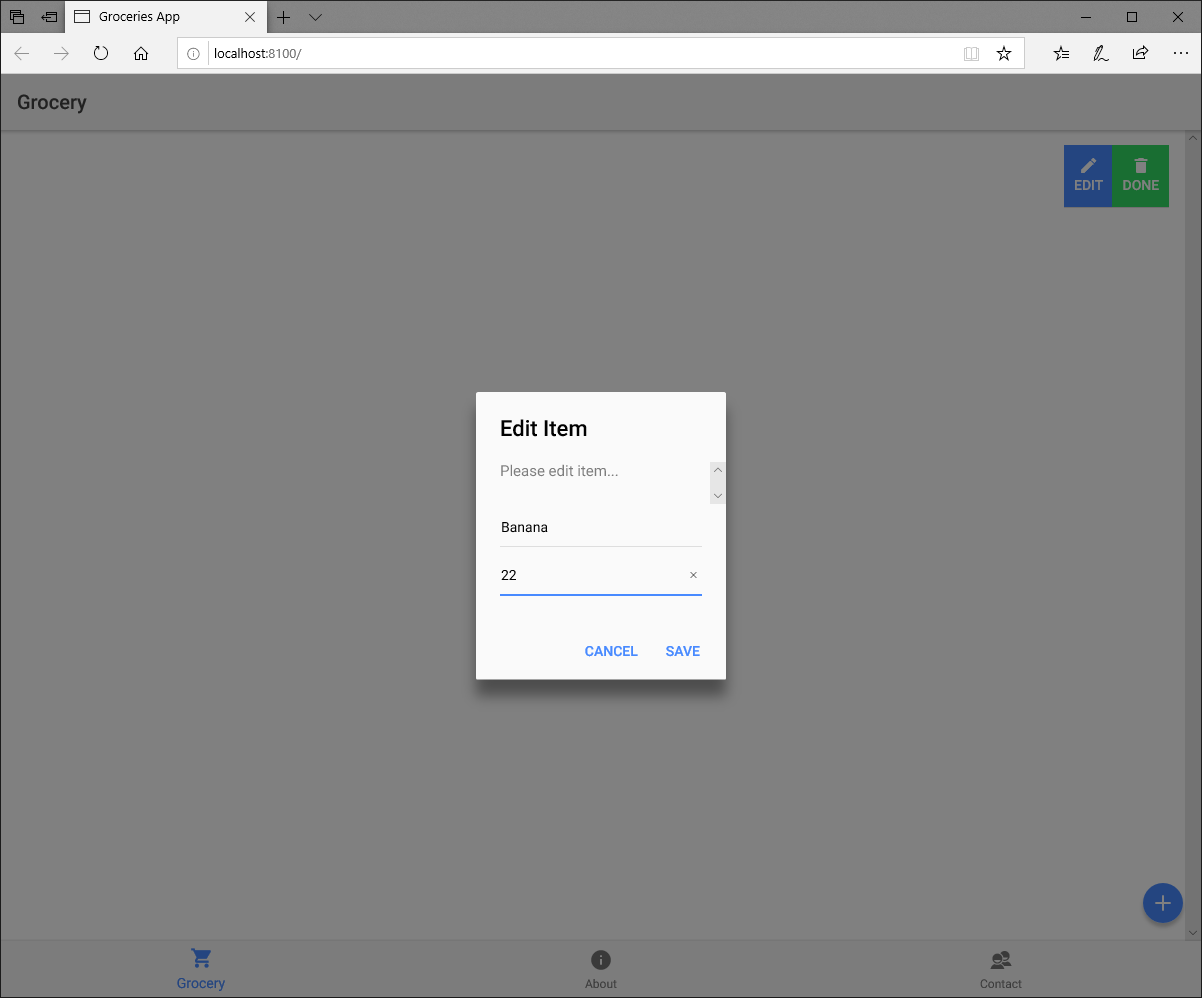 Groceries App
localhost:8100/
Grocery
EDIT DONE
Edit Item
Please edit item...
Banana
22
CANCEL SAVE
Grocery About Contact